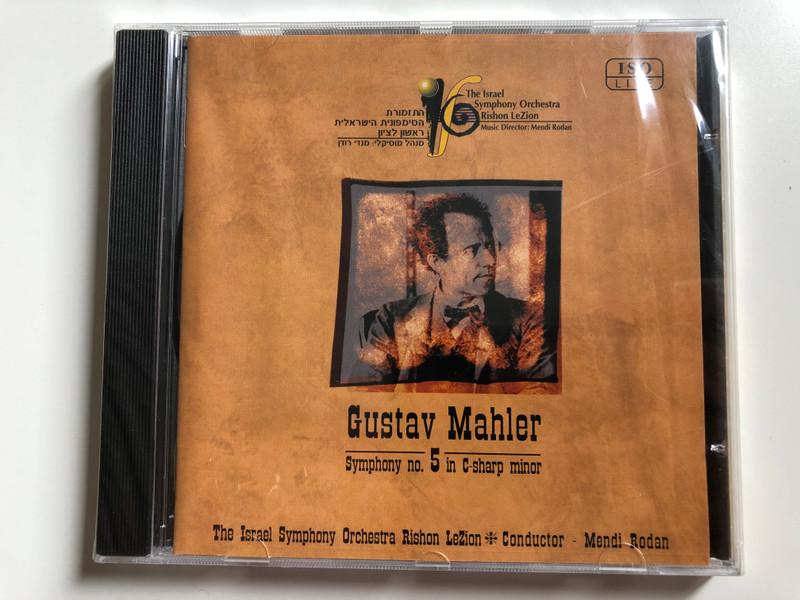 התזמורת
הסימפונית הישראלית
ראשון לציון
מנהל מוסיקלי: מנדי רודן
The Israel
Symphony Orchestra
Rishon LeZion
Music Director: Mendi Rodan
ISO
LIVE
Gustav Mahler
Symphony no. 5 in C-sharp minor
The Israel Symphony Orchestra Rishon LeZion ❉ Conductor - Mendi Rodan